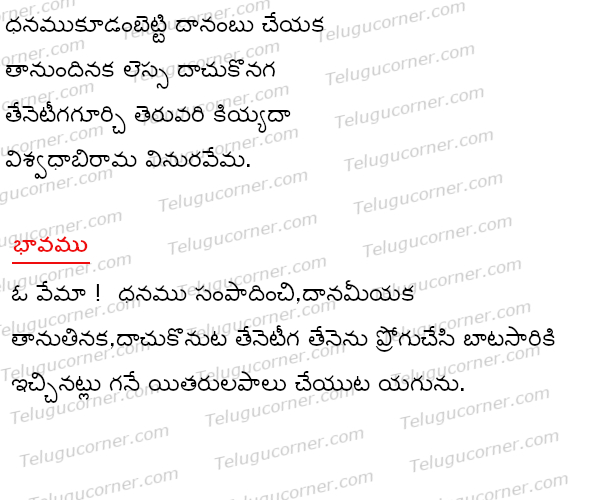 ధనముకూడంబెట్టి దానంబు చేయక
తానుందినక లెస్స దాచుకొనగ
తేనెటీగగూర్చి తెరువరి కియ్యదా
విశ్వధాబిరామ వినురవేమ.
భావము
ఓ వేమా ! ధనము సంపాదించి,దానమీయక
తానుతినక,దాచుకొనుట తేనెటీగ తేనెను ప్రోగుచేసి బాటసారికి
ఇచ్చినట్లు గనే యితరులపాలు చేయుట యగును.
Telugucorner.com